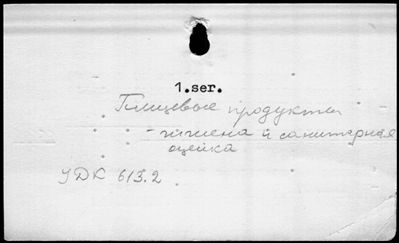 1.ser.
Пищевые продукты
- гигиена и санитарная
оценка
УДК 613.2